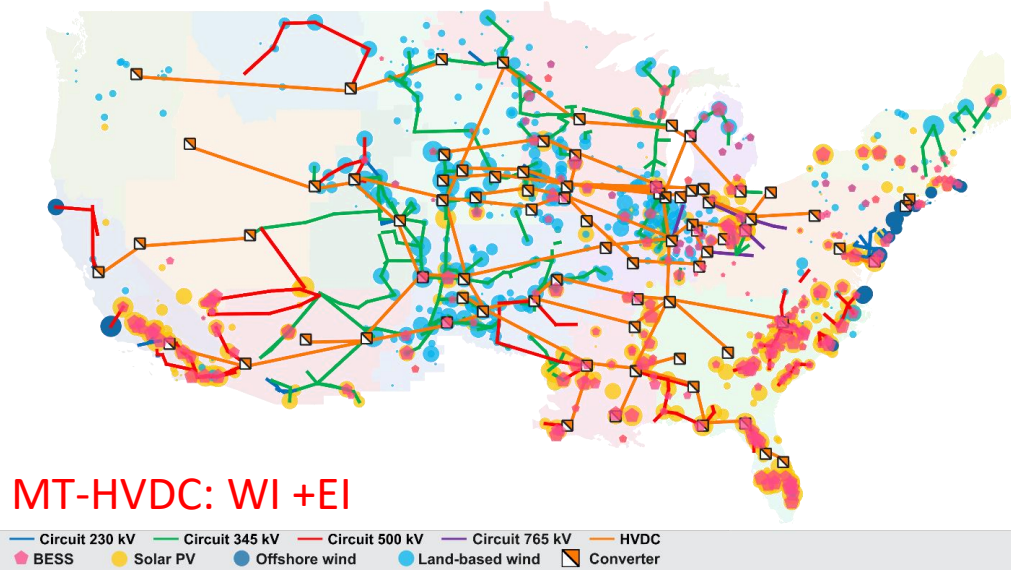 MT-HVDC: WI +EI
Circuit 230 kV Circuit 345 kV Circuit 500 kV Circuit 765 kV HVDC
BESS Solar PV Offshore wind Land-based wind Converter